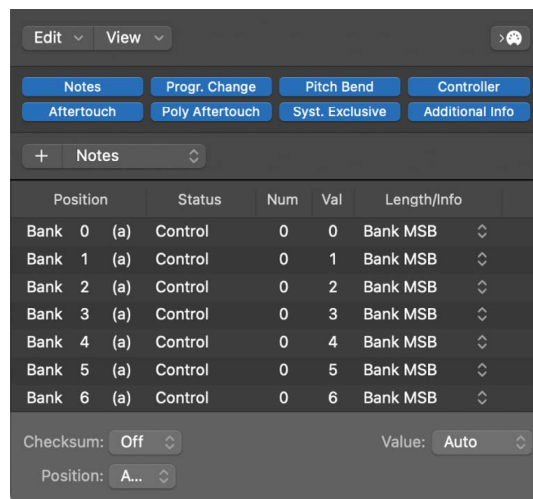 Edit View
Notes Progr. Change Pitch Bend Controller
Aftertouch Poly Aftertouch Syst. Exclusive Additional Info
+ Notes
Position Status Num Val Length/Info
Bank 0 (a) Control 0 0 Bank MSB
Bank 1 (a) Control 0 1 Bank MSB
Bank 2 (a) Control 0 2 Bank MSB
Bank 3 (a) Control 0 3 Bank MSB
Bank 4 (a) Control 0 4 Bank MSB
Bank 5 (a) Control 0 5 Bank MSB
Bank 6 (a) Control 0 6 Bank MSB
Checksum: Off Value: Auto
Position: A...